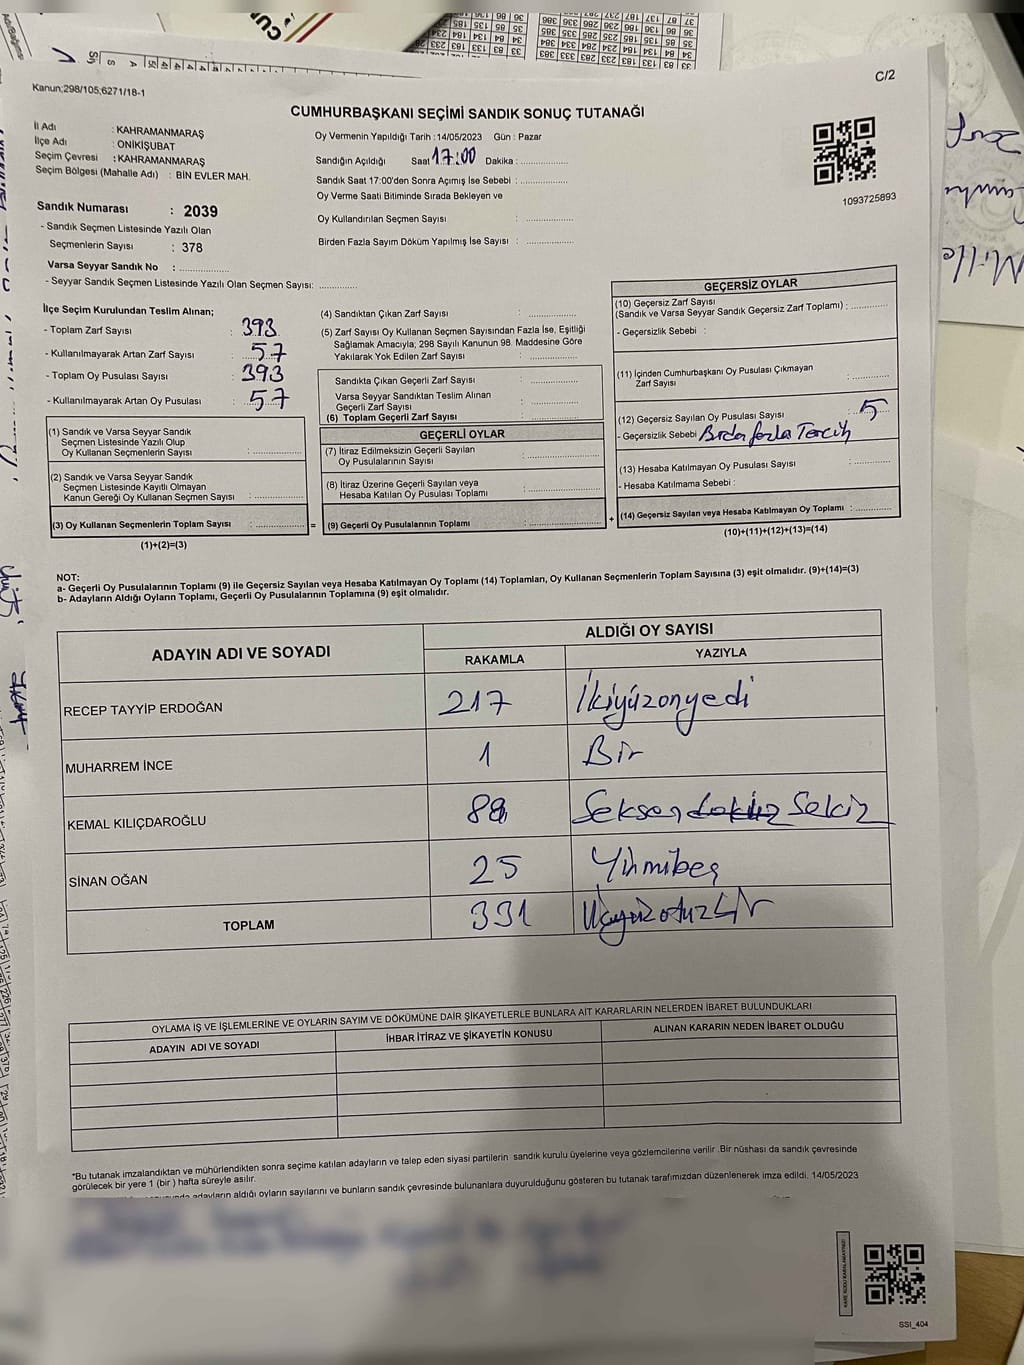 C/2
Kanun;298/105;6271/18-1
CUMHURBAŞKANI SEÇİMİ SANDIK SONUÇ TUTANAĞI
İl Adı : KAHRAMANMARAŞ
İlçe Adı : ONİKİŞUBAT
Seçim Çevresi : KAHRAMANMARAŞ
Seçim Bölgesi (Mahalle Adı) : BİN EVLER MAH.
Sandık Numarası : 2039
- Sandık Seçmen Listesinde Yazılı Olan
Seçmenlerin Sayısı : 378
Varsa Seyyar Sandık No : ....................
- Seyyar Sandık Seçmen Listesinde Yazılı Olan Seçmen Sayısı: ...............
Oy Vermenin Yapıldığı Tarih :14/05/2023 Gün : Pazar
Sandığın Açıldığı Saat 17:00 Dakika : ...................
Sandık Saat 17:00'den Sonra Açımış İse Sebebi : ...................
Oy Verme Saati Bitiminde Sırada Bekleyen ve
Oy Kullandırılan Seçmen Sayısı : ...................
Birden Fazla Sayım Döküm Yapılmış İse Sayısı : ...................
1093725893
İlçe Seçim Kurulundan Teslim Alınan;
- Toplam Zarf Sayısı : 393
- Kullanılmayarak Artan Zarf Sayısı : 57
- Toplam Oy Pusulası Sayısı : 393
- Kullanılmayarak Artan Oy Pusulası : 57
(1) Sandık ve Varsa Seyyar Sandık
Seçmen Listesinde Yazılı Olup
Oy Kullanan Seçmenlerin Sayısı : ...................
(2) Sandık ve Varsa Seyyar Sandık
Seçmen Listesinde Kayıtlı Olmayan
Kanun Gereği Oy Kullanan Seçmen Sayısı : ...................
(3) Oy Kullanan Seçmenlerin Toplam Sayısı : ................... =
(1)+(2)=(3)
(4) Sandıktan Çıkan Zarf Sayısı : ...................
(5) Zarf Sayısı Oy Kullanan Seçmen Sayısından Fazla İse, Eşitliği
Sağlamak Amacıyla; 298 Sayılı Kanunun 98. Maddesine Göre
Yakılarak Yok Edilen Zarf Sayısı : ...................
Sandıkta Çıkan Geçerli Zarf Sayısı : ...................
Varsa Seyyar Sandıktan Teslim Alınan
Geçerli Zarf Sayısı : ...................
(6) Toplam Geçerli Zarf Sayısı : ...................
GEÇERLİ OYLAR
(7) İtiraz Edilmeksizin Geçerli Sayılan
Oy Pusulalarının Sayısı : ...................
(8) İtiraz Üzerine Geçerli Sayılan veya
Hesaba Katılan Oy Pusulası Toplamı : ...................
(9) Geçerli Oy Pusulalarının Toplamı : ................... +
GEÇERSİZ OYLAR
(10) Geçersiz Zarf Sayısı
(Sandık ve Varsa Seyyar Sandık Geçersiz Zarf Toplamı) : ............
- Geçersizlik Sebebi :
(11) İçinden Cumhurbaşkanı Oy Pusulası Çıkmayan
Zarf Sayısı : ............
(12) Geçersiz Sayılan Oy Pusulası Sayısı : 5
- Geçersizlik Sebebi Birden fazla Tercih
(13) Hesaba Katılmayan Oy Pusulası Sayısı : ............
- Hesaba Katılmama Sebebi :
(14) Geçersiz Sayılan veya Hesaba Katılmayan Oy Toplamı : ............
(10)+(11)+(12)+(13)=(14)
NOT:
a- Geçerli Oy Pusulalarının Toplamı (9) ile Geçersiz Sayılan veya Hesaba Katılmayan Oy Toplamı (14) Toplamları, Oy Kullanan Seçmenlerin Toplam Sayısına (3) eşit olmalıdır. (9)+(14)=(3)
b- Adayların Aldığı Oyların Toplamı, Geçerli Oy Pusulalarının Toplamına (9) eşit olmalıdır.
ADAYIN ADI VE SOYADI ALDIĞI OY SAYISI
RAKAMLA YAZIYLA
RECEP TAYYİP ERDOĞAN 217 İkiyüzonyedi
MUHARREM İNCE 1 Bir
KEMAL KILIÇDAROĞLU 88 Seksen dokuz Sekiz
SİNAN OĞAN 25 Yirmibeş
TOPLAM 331 Üçyüzotuzbir
OYLAMA İŞ VE İŞLEMLERİNE VE OYLARIN SAYIM VE DÖKÜMÜNE DAİR ŞİKAYETLERLE BUNLARA AİT KARARLARIN NELERDEN İBARET BULUNDUKLARI
ADAYIN ADI VE SOYADI İHBAR İTİRAZ VE ŞİKAYETİN KONUSU ALINAN KARARIN NEDEN İBARET OLDUĞU
"Bu tutanak imzalandıktan ve mühürlendikten sonra seçime katılan adayların ve talep eden siyasi partilerin sandık kurulu üyelerine veya gözlemcilerine verilir .Bir nüshası da sandık çevresinde
görülecek bir yere 1 (bir ) hafta süreyle asılır.
adayların aldığı oyların sayılarını ve bunların sandık çevresinde bulunanlara duyurulduğunu gösteren bu tutanak tarafımızdan düzenlenerek imza edildi. 14/05/2023
SSI_404